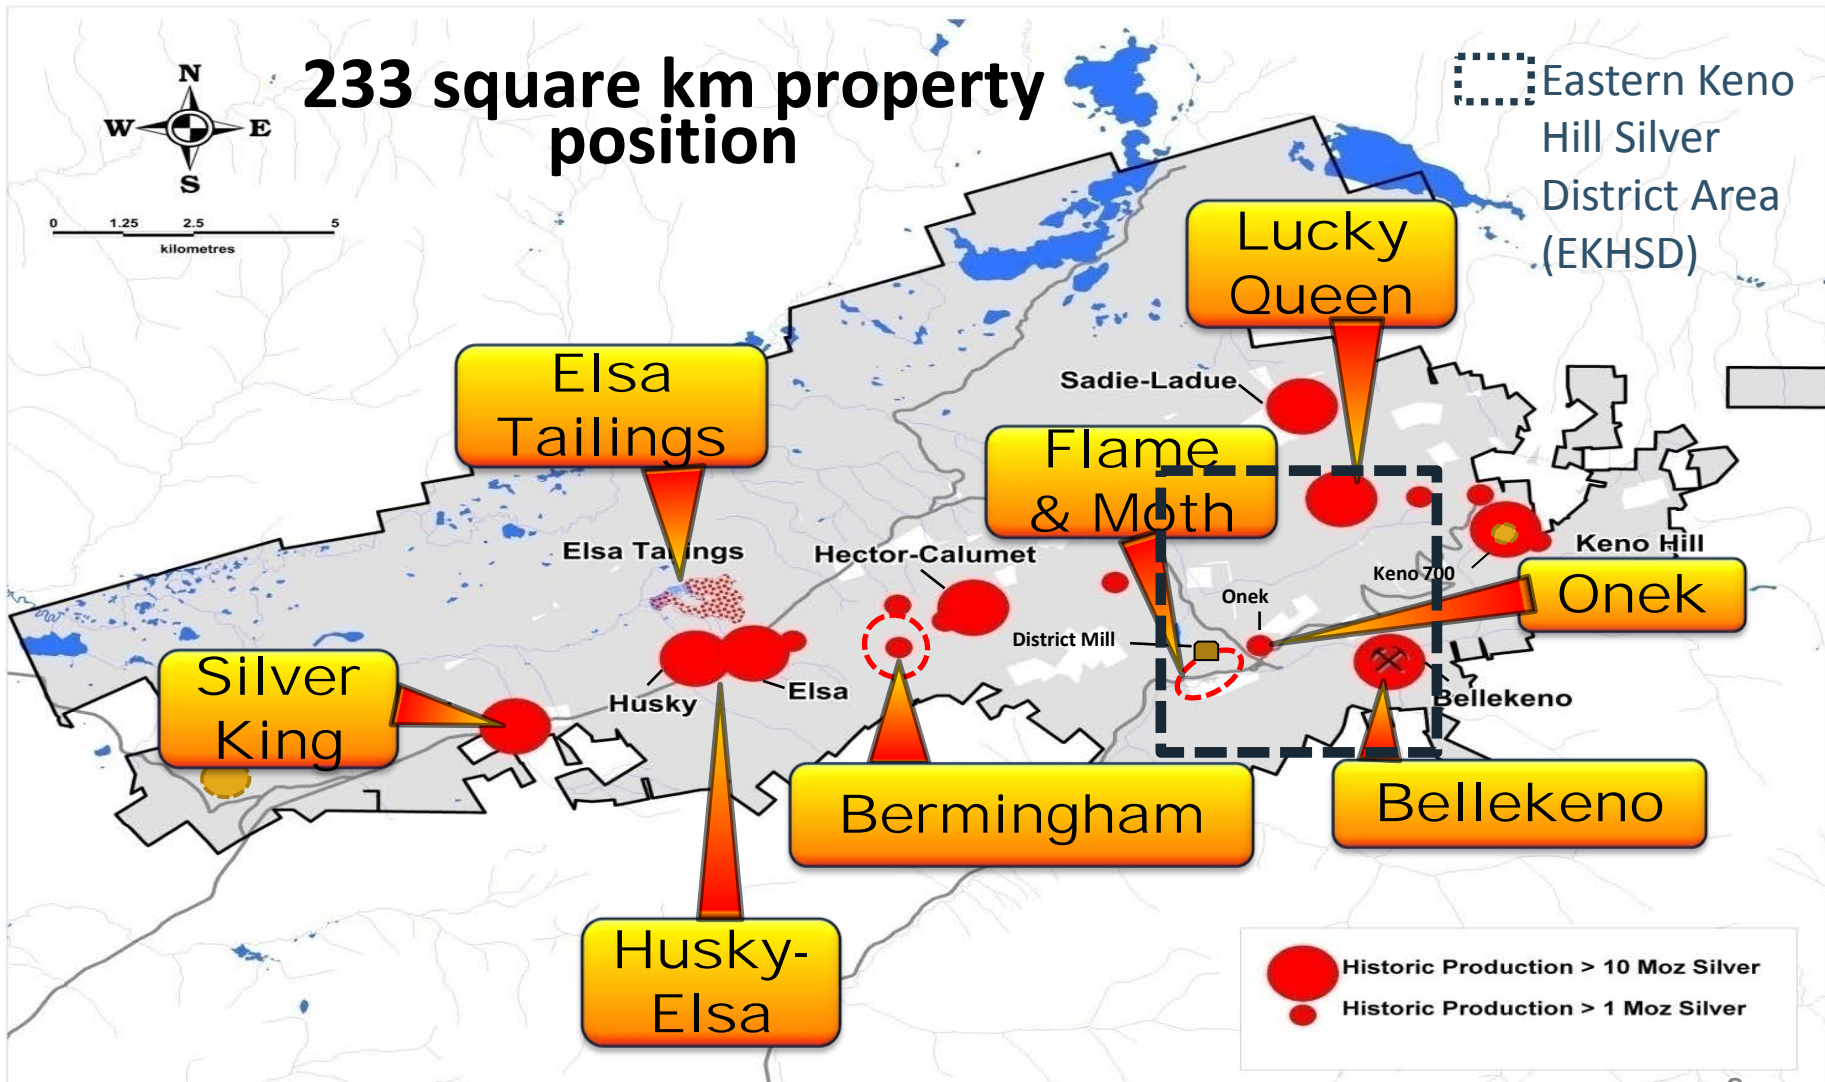 233 square km property
position
N
W
E
S
0
1.25
2.5
5
kilometres
Eastern Keno
Hill Silver
District Area
(EKHSD)
Lucky
Queen
Elsa
Tailings
Sadie-Ladue
Flame
& Moth
Elsa Tailings
Hector-Calumet
Keno Hill
Keno 700
Onek
Onek
District Mill
Silver
King
Husky
Elsa
Bellekeno
Bermingham
Bellekeno
Husky-
Elsa
Historic Production > 10 Moz Silver
Historic Production > 1 Moz Silver